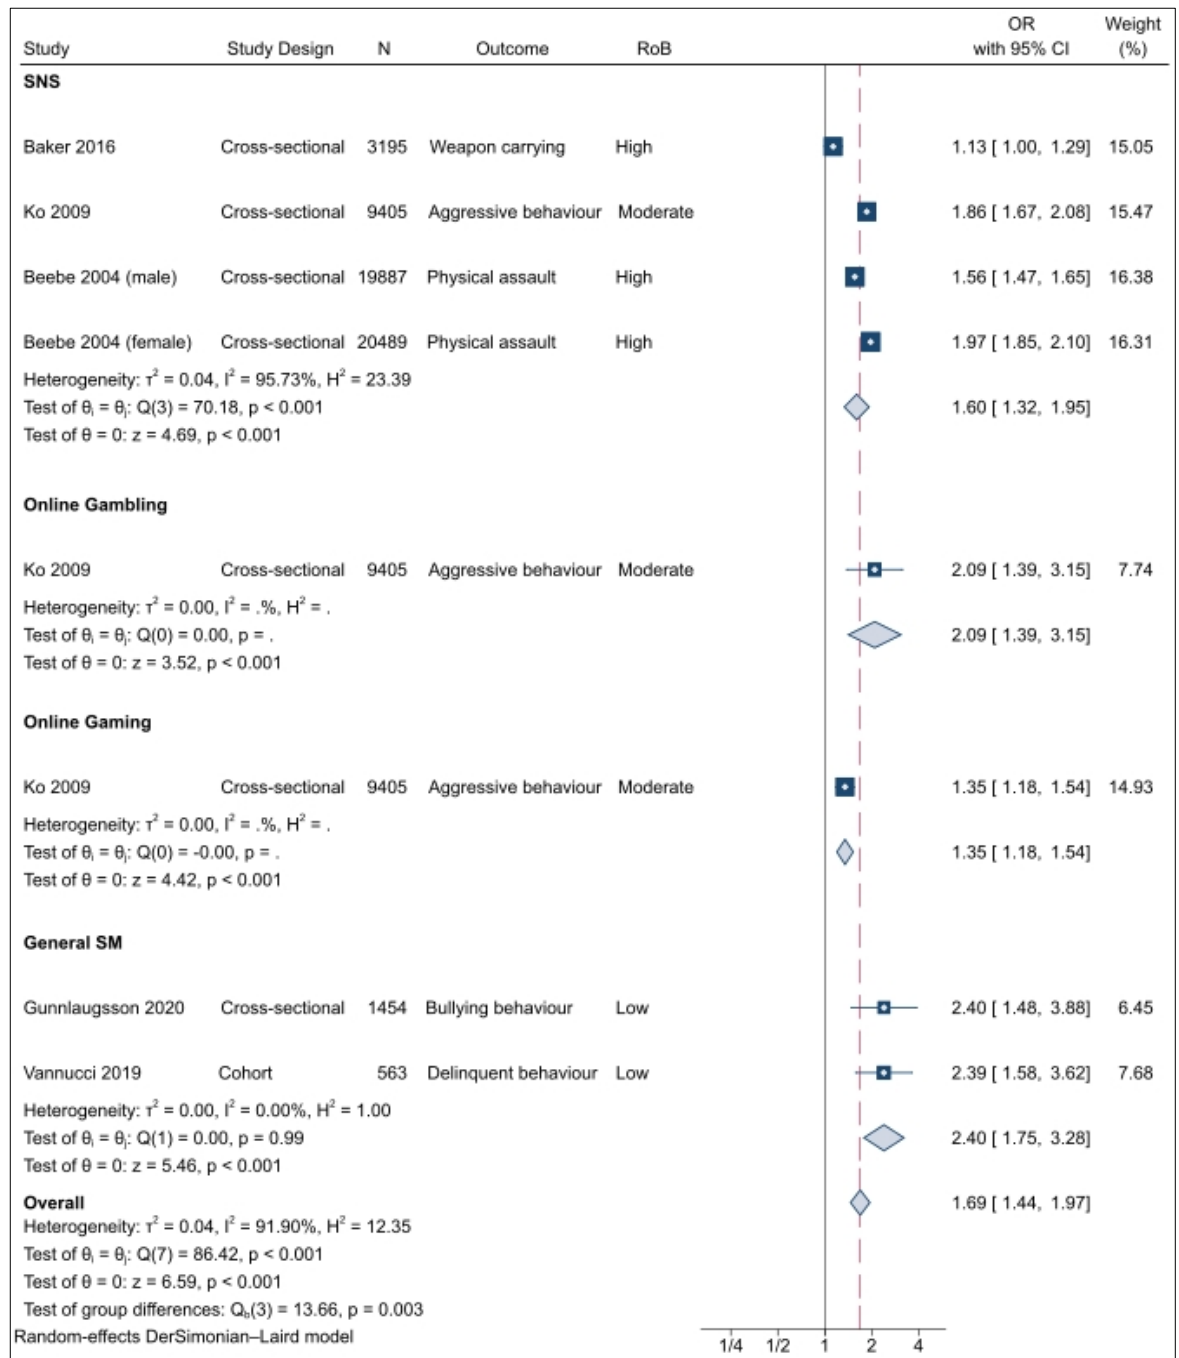 OR Weight
Study Study Design N Outcome RoB with 95% CI (%)
SNS
Baker 2016 Cross-sectional 3195 Weapon carrying High 1.13 [ 1.00, 1.29] 15.05
Ko 2009 Cross-sectional 9405 Aggressive behaviour Moderate 1.86 [ 1.67, 2.08] 15.47
Beebe 2004 (male) Cross-sectional 19887 Physical assault High 1.56 [ 1.47, 1.65] 16.38
Beebe 2004 (female) Cross-sectional 20489 Physical assault High 1.97 [ 1.85, 2.10] 16.31
Heterogeneity: τ² = 0.04, I² = 95.73%, H² = 23.39
Test of θᵢ = θⱼ: Q(3) = 70.18, p < 0.001 1.60 [ 1.32, 1.95]
Test of θ = 0: z = 4.69, p < 0.001
Online Gambling
Ko 2009 Cross-sectional 9405 Aggressive behaviour Moderate 2.09 [ 1.39, 3.15] 7.74
Heterogeneity: τ² = 0.00, I² = .%, H² = .
Test of θᵢ = θⱼ: Q(0) = 0.00, p = . 2.09 [ 1.39, 3.15]
Test of θ = 0: z = 3.52, p < 0.001
Online Gaming
Ko 2009 Cross-sectional 9405 Aggressive behaviour Moderate 1.35 [ 1.18, 1.54] 14.93
Heterogeneity: τ² = 0.00, I² = .%, H² = .
Test of θᵢ = θⱼ: Q(0) = -0.00, p = . 1.35 [ 1.18, 1.54]
Test of θ = 0: z = 4.42, p < 0.001
General SM
Gunnlaugsson 2020 Cross-sectional 1454 Bullying behaviour Low 2.40 [ 1.48, 3.88] 6.45
Vannucci 2019 Cohort 563 Delinquent behaviour Low 2.39 [ 1.58, 3.62] 7.68
Heterogeneity: τ² = 0.00, I² = 0.00%, H² = 1.00
Test of θᵢ = θⱼ: Q(1) = 0.00, p = 0.99 2.40 [ 1.75, 3.28]
Test of θ = 0: z = 5.46, p < 0.001
Overall 1.69 [ 1.44, 1.97]
Heterogeneity: τ² = 0.04, I² = 91.90%, H² = 12.35
Test of θᵢ = θⱼ: Q(7) = 86.42, p < 0.001
Test of θ = 0: z = 6.59, p < 0.001
Test of group differences: Q_b(3) = 13.66, p = 0.003
Random-effects DerSimonian–Laird model
1/4 1/2 1 2 4